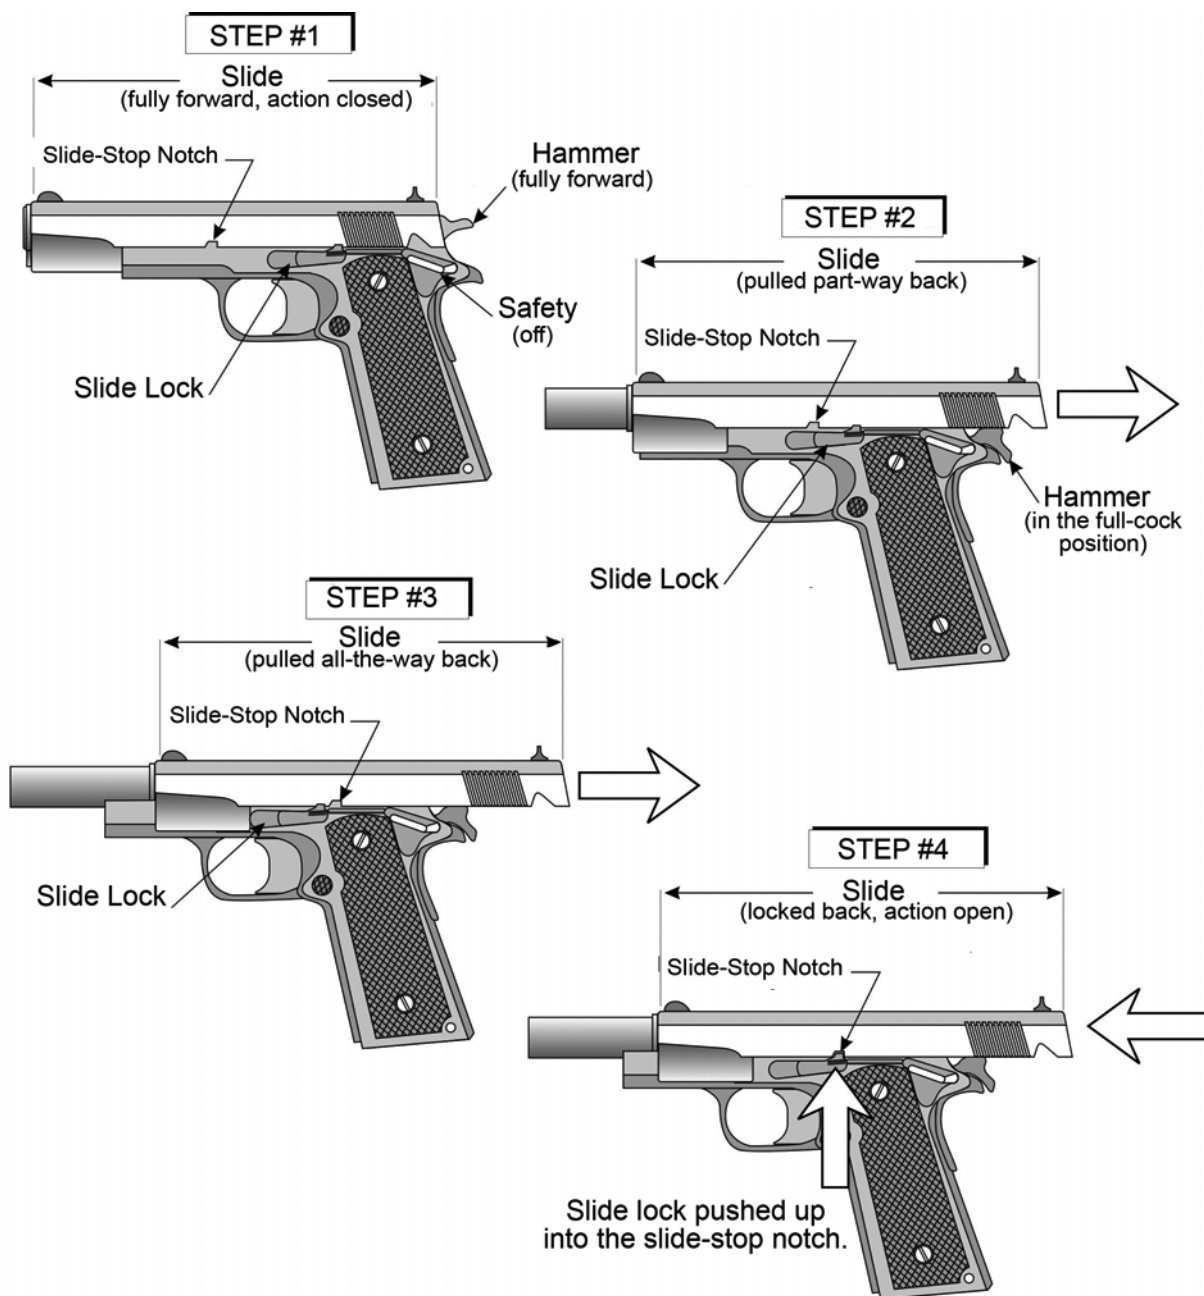 STEP #1
Slide
(fully forward, action closed)
Slide-Stop Notch
Hammer
(fully forward)
Safety
(off)
Slide Lock
STEP #2
Slide
(pulled part-way back)
Slide-Stop Notch
Hammer
(in the full-cock
position)
Slide Lock
STEP #3
Slide
(pulled all-the-way back)
Slide-Stop Notch
Slide Lock
STEP #4
Slide
(locked back, action open)
Slide-Stop Notch
Slide lock pushed up
into the slide-stop notch.